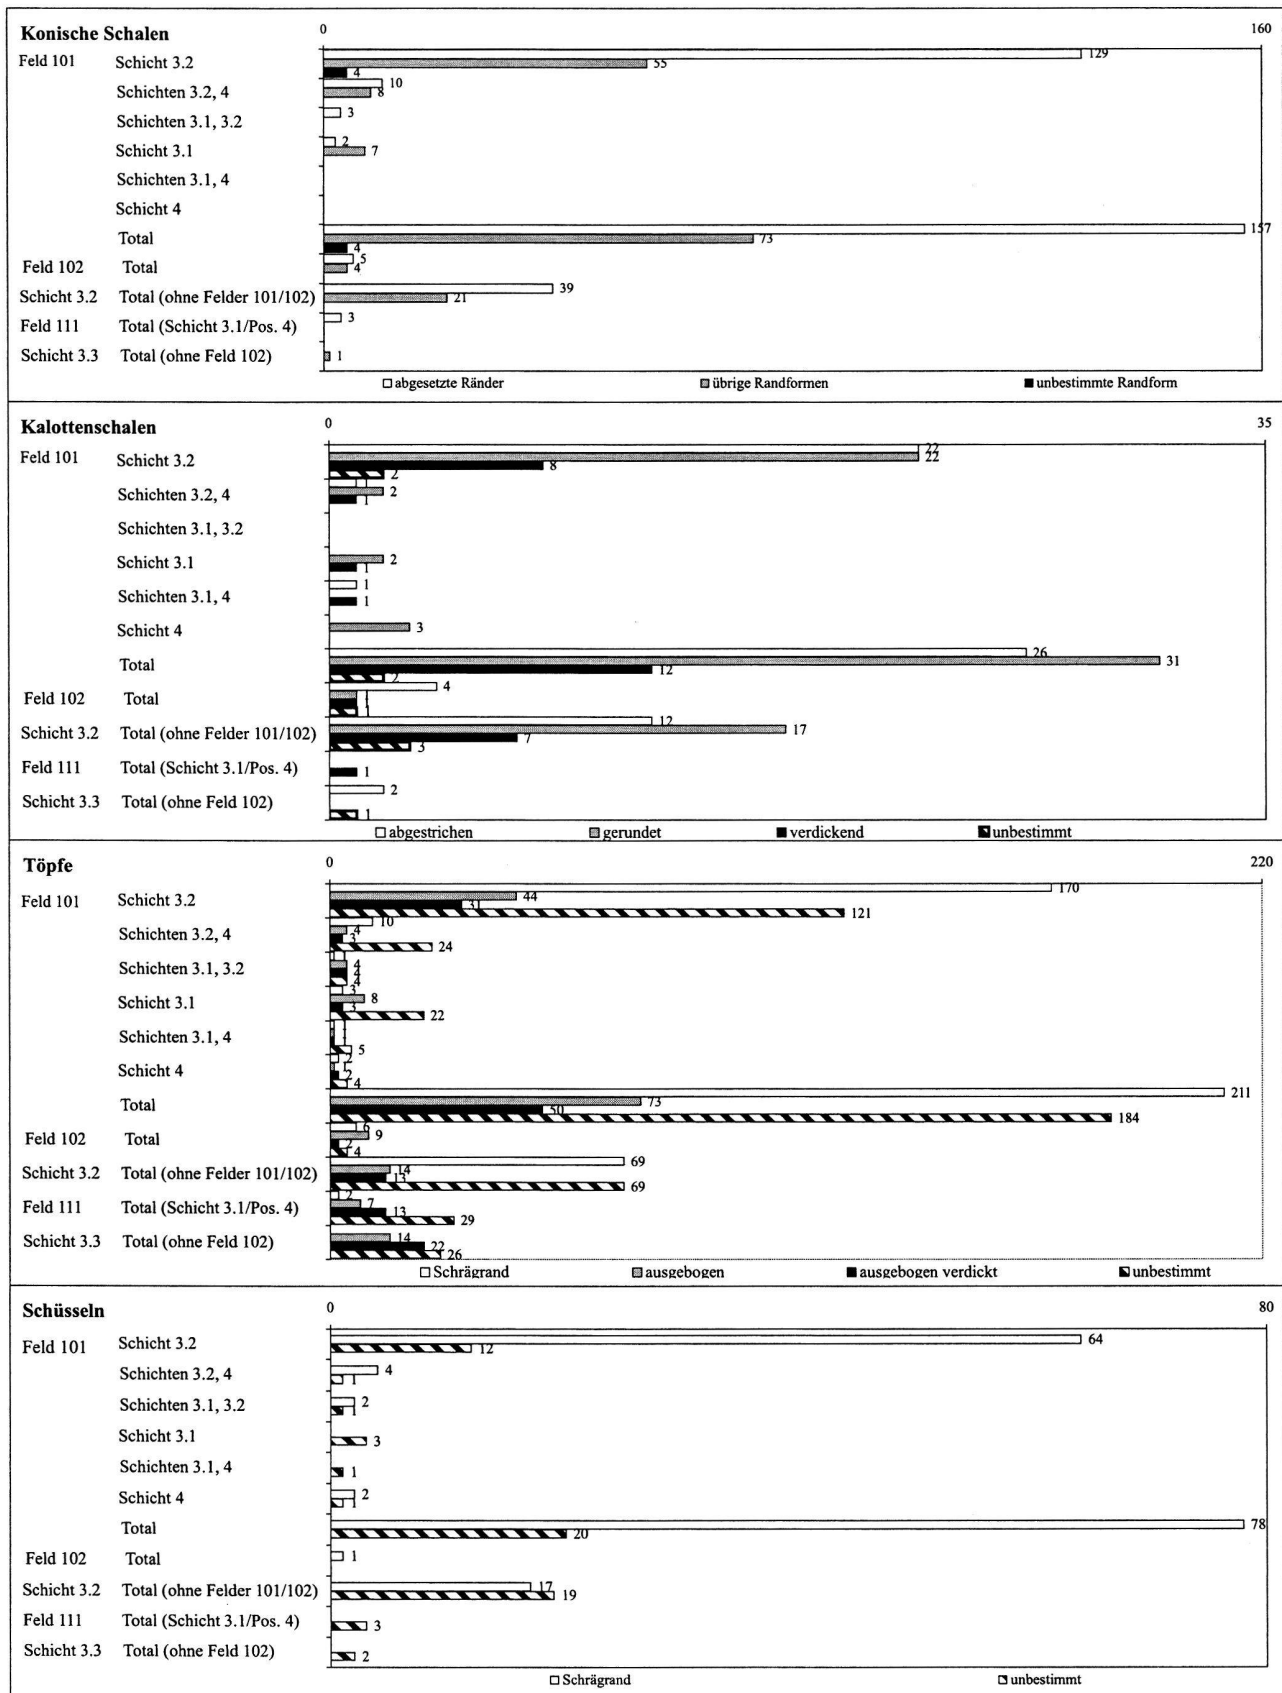 Konische Schalen
0 160
Feld 101 Schicht 3.2 129
55
4
Schichten 3.2, 4 10
8
Schichten 3.1, 3.2 3
Schicht 3.1 2
7
Schichten 3.1, 4
Schicht 4
Total 157
73
4
Feld 102 Total 5
4
Schicht 3.2 Total (ohne Felder 101/102) 39
21
Feld 111 Total (Schicht 3.1/Pos. 4) 3
Schicht 3.3 Total (ohne Feld 102) 1
abgesetzte Ränder übrige Randformen unbestimmte Randform
Kalottenschalen
0 35
Feld 101 Schicht 3.2 22
22
8
2
Schichten 3.2, 4 1
2
1
Schichten 3.1, 3.2
Schicht 3.1 2
1
Schichten 3.1, 4 1
1
Schicht 4 3
Total 26
31
12
2
Feld 102 Total 4
1
1
1
Schicht 3.2 Total (ohne Felder 101/102) 12
17
7
3
Feld 111 Total (Schicht 3.1/Pos. 4) 1
Schicht 3.3 Total (ohne Feld 102) 2
1
abgestrichen gerundet verdickend unbestimmt
Töpfe
0 220
Feld 101 Schicht 3.2 170
44
31
121
Schichten 3.2, 4 10
4
3
24
Schichten 3.1, 3.2 1
4
4
4
Schicht 3.1 3
8
3
22
Schichten 3.1, 4 1
1
1
5
Schicht 4 2
1
2
4
Total 211
73
50
184
Feld 102 Total 6
9
2
4
Schicht 3.2 Total (ohne Felder 101/102) 69
14
13
69
Feld 111 Total (Schicht 3.1/Pos. 4) 2
7
13
29
Schicht 3.3 Total (ohne Feld 102) 14
22
26
Schrägrand ausgebogen ausgebogen verdickt unbestimmt
Schüsseln
0 80
Feld 101 Schicht 3.2 64
12
Schichten 3.2, 4 4
1
Schichten 3.1, 3.2 2
1
Schicht 3.1 3
Schichten 3.1, 4 1
Schicht 4 2
1
Total 78
20
Feld 102 Total 1
Schicht 3.2 Total (ohne Felder 101/102) 17
19
Feld 111 Total (Schicht 3.1/Pos. 4) 3
Schicht 3.3 Total (ohne Feld 102) 2
Schrägrand unbestimmt